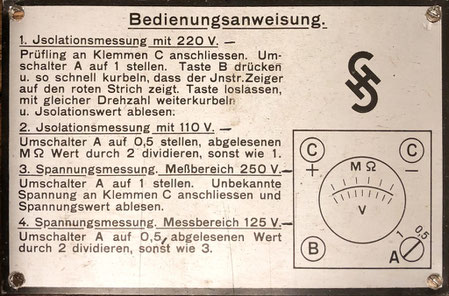 Bedienungsanweisung.
1. Jsolationsmessung mit 220 V. —
Prüfling an Klemmen C anschliessen. Um-
schalter A auf 1 stellen. Taste B drücken
u. so schnell kurbeln, dass der Jnstr. Zeiger
auf den roten Strich zeigt. Taste loslassen,
mit gleicher Drehzahl weiterkurbeln
u. Jsolationswert ablesen.
2. Jsolationsmessung mit 110 V. —
Umschalter A auf 0,5 stellen, abgelesenen
M Ω Wert durch 2 dividieren, sonst wie 1.
3. Spannungsmessung. Meßbereich 250 V. —
Umschalter A auf 1 stellen. Unbekannte
Spannung an Klemmen C anschliessen und
Spannungswert ablesen.
4. Spannungsmessung. Messbereich 125 V. —
Umschalter A auf 0,5, abgelesenen Wert
durch 2 dividieren, sonst wie 3.
C C
+ M Ω −
V
B A 1 0,5